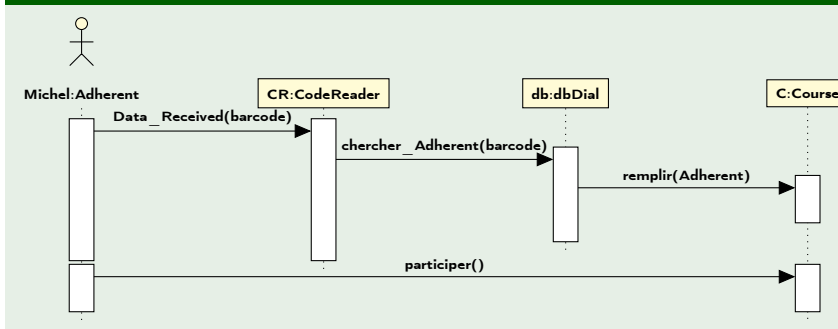 Michel:Adherent
CR:CodeReader
db:dbDial
C:Course
Data_Received(barcode)
chercher_Adherent(barcode)
remplir(Adherent)
participer()